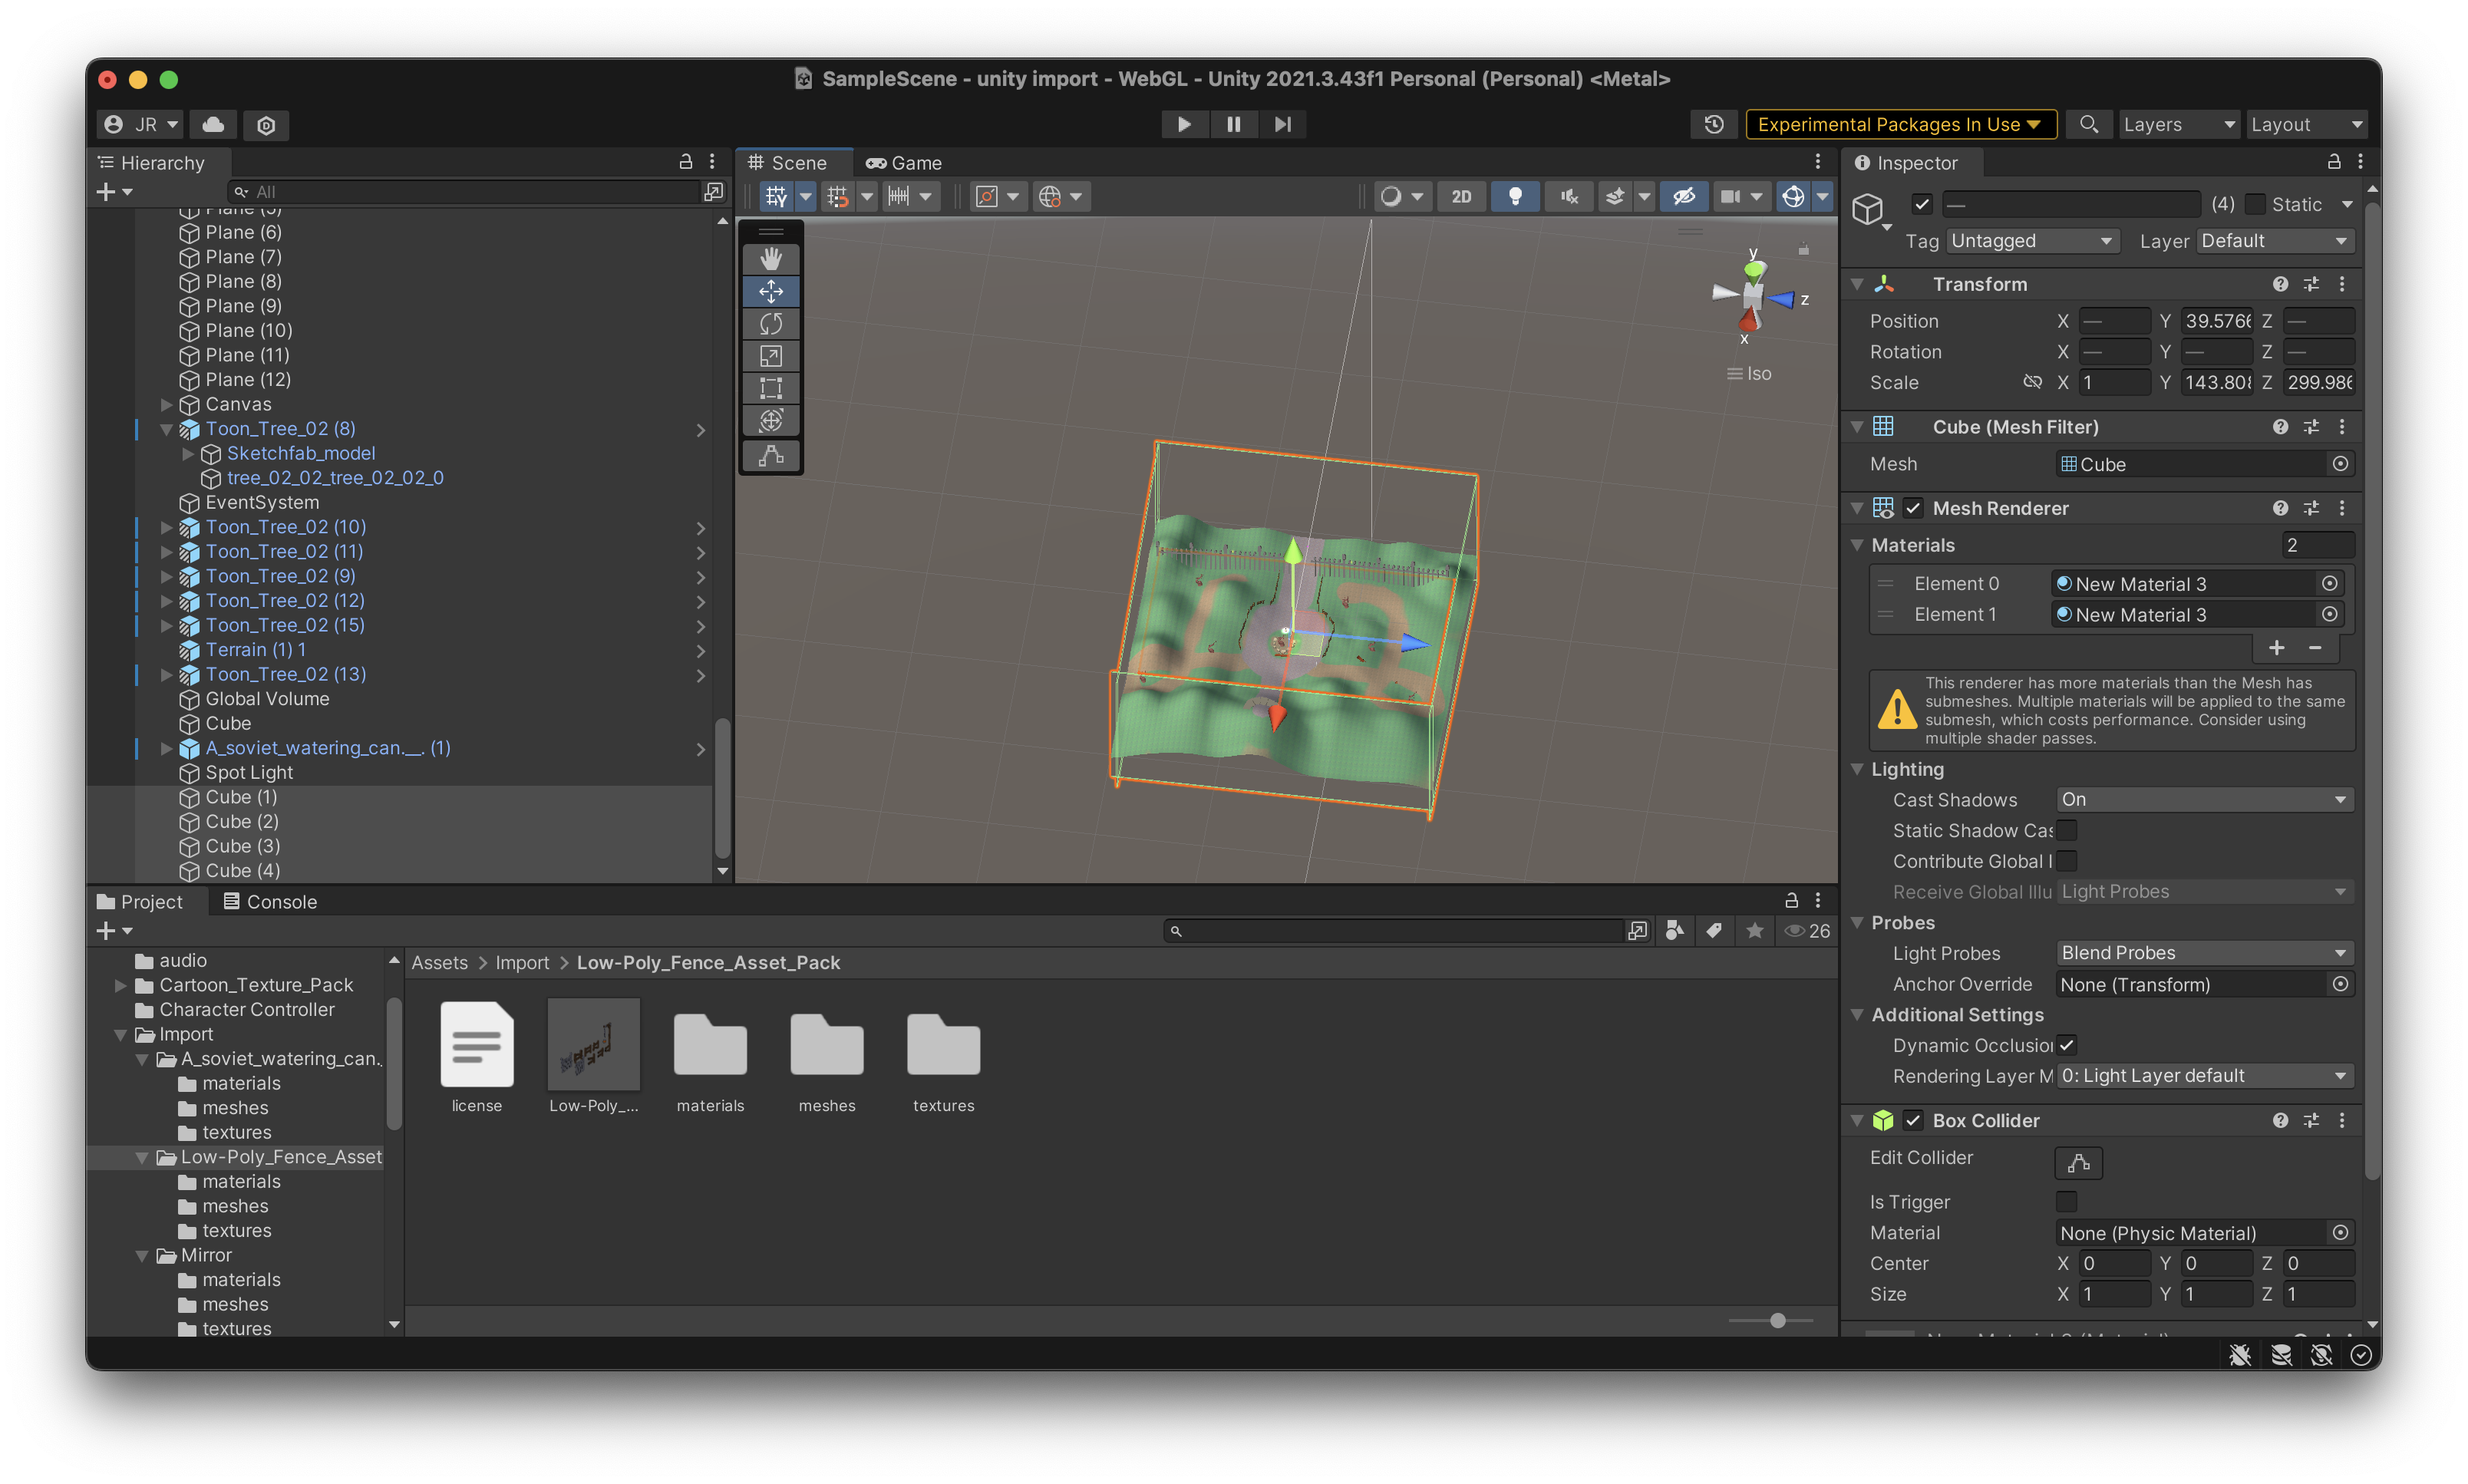 SampleScene - unity import - WebGL - Unity 2021.3.43f1 Personal (Personal) <Metal>
JR
Experimental Packages In Use
Layers
Layout
Hierarchy
All
Plane (5)
Plane (6)
Plane (7)
Plane (8)
Plane (9)
Plane (10)
Plane (11)
Plane (12)
Canvas
Toon_Tree_02 (8)
Sketchfab_model
tree_02_02_tree_02_02_0
EventSystem
Toon_Tree_02 (10)
Toon_Tree_02 (11)
Toon_Tree_02 (9)
Toon_Tree_02 (12)
Toon_Tree_02 (15)
Terrain (1) 1
Toon_Tree_02 (13)
Global Volume
Cube
A_soviet_watering_can.__. (1)
Spot Light
Cube (1)
Cube (2)
Cube (3)
Cube (4)
Scene
Game
2D
y
z
x
Iso
Inspector
— (4) Static
Tag Untagged Layer Default
Transform
Position X — Y 39.5766 Z —
Rotation X — Y — Z —
Scale X 1 Y 143.808 Z 299.986
Cube (Mesh Filter)
Mesh Cube
Mesh Renderer
Materials 2
Element 0 New Material 3
Element 1 New Material 3
This renderer has more materials than the Mesh has
submeshes. Multiple materials will be applied to the same
submesh, which costs performance. Consider using
multiple shader passes.
Lighting
Cast Shadows On
Static Shadow Cas
Contribute Global I
Receive Global Illu Light Probes
Probes
Light Probes Blend Probes
Anchor Override None (Transform)
Additional Settings
Dynamic Occlusion
Rendering Layer M 0: Light Layer default
Box Collider
Edit Collider
Is Trigger
Material None (Physic Material)
Center X 0 Y 0 Z 0
Size X 1 Y 1 Z 1
Project
Console
26
audio
Cartoon_Texture_Pack
Character Controller
Import
A_soviet_watering_can.
materials
meshes
textures
Low-Poly_Fence_Asset
materials
meshes
textures
Mirror
materials
meshes
textures
Assets > Import > Low-Poly_Fence_Asset_Pack
license
Low-Poly_...
materials
meshes
textures